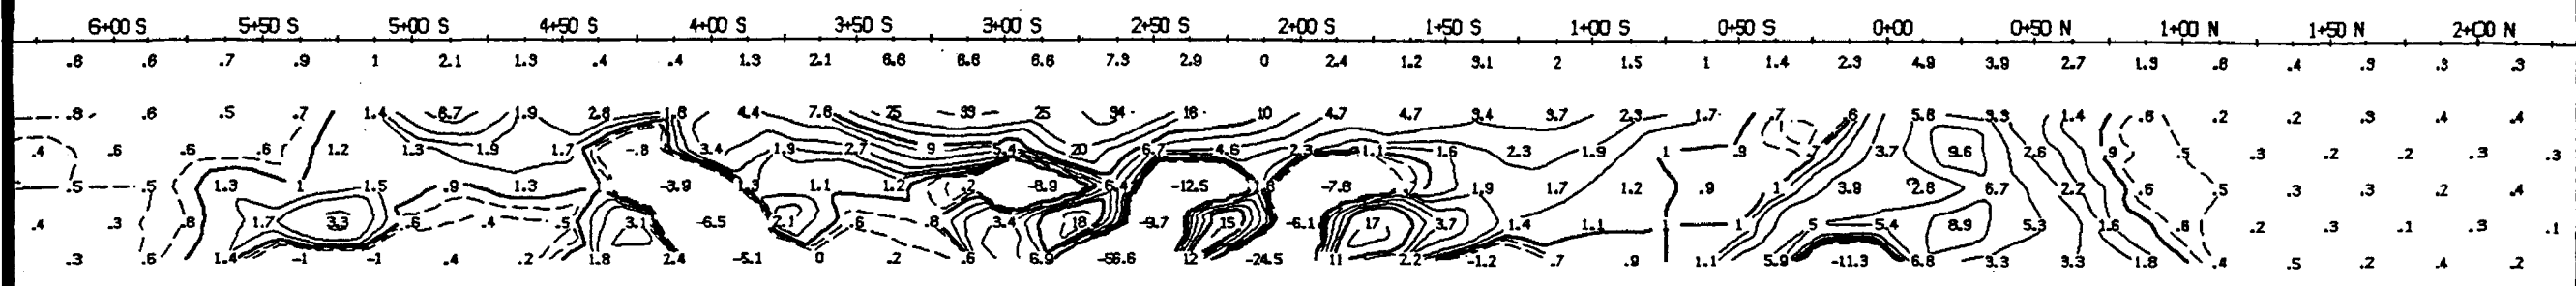 6+00 S 5+50 S 5+00 S 4+50 S 4+00 S 3+50 S 3+00 S 2+50 S 2+00 S 1+50 S 1+00 S 0+50 S 0+00 0+50 N 1+00 N 1+50 N 2+00 N
.6 .6 .7 .9 1 2.1 1.3 .4 .4 1.3 2.1 6.6 6.6 6.6 7.3 2.9 0 2.4 1.2 3.1 2 1.5 1 1.4 2.3 4.9 3.9 2.7 1.3 .6 .4 .3 .3 .3
.8 .6 .5 .7 1.4 6.7 1.9 2.6 1.6 4.4 7.6 25 33 25 34 16 10 4.7 4.7 3.4 3.7 2.3 1.7 .7 6 5.6 3.3 1.4 .6 .2 .2 .3 .4 .4
.4 .6 .6 .6 1.2 1.3 1.9 1.7 -.8 3.4 1.9 2.7 9 5.4 20 6.7 4.6 2.3 -1.1 1.6 2.3 1.9 1 .9 .7 3.7 9.6 2.6 .9 .5 .3 .2 .2 .3 .3
.5 .5 1.3 1 1.5 .9 1.3 -3.9 1.3 1.1 1.2 .2 -8.9 6.4 -12.5 -7.8 1.9 1.7 1.2 .9 1 3.9 2.8 6.7 2.2 .6 .5 .3 .3 .2 .4
.4 .3 .8 1.7 3.3 .6 .4 .5 3.1 -6.5 2.1 .6 .8 3.4 18 -9.7 15 -6.1 17 3.7 1.4 1.1 1 1 5 5.4 8.9 5.3 1.6 .6 .2 .3 .1 .3 .1
.3 .6 1.4 -1 -1 .4 .2 1.8 2.4 -5.1 0 .2 .6 6.9 -56.6 12 -24.5 11 2.2 -1.2 .7 .9 1.1 5.9 -11.3 6.8 3.3 3.3 1.8 .4 .5 .2 .4 .2